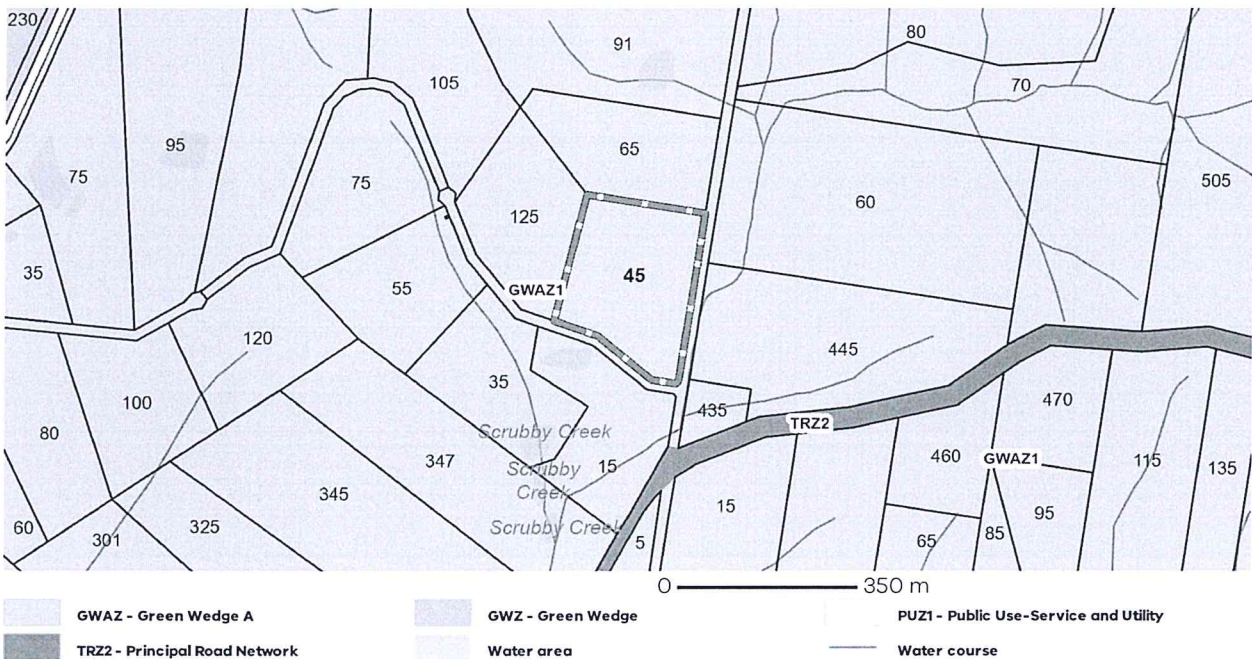 230
91
80
105
70
95
65
75
75
505
125
60
35
45
55
GWAZ1
120
445
35
100
470
435
TRZ2
Scrubby Creek
80
460
GWAZ1
347
15
Scrubby
Creek
115
135
345
15
95
60
301
325
Scrubby Creek
5
65
85
0 350 m
GWAZ - Green Wedge A
GWZ - Green Wedge
PUZ1 - Public Use-Service and Utility
TRZ2 - Principal Road Network
Water area
Water course